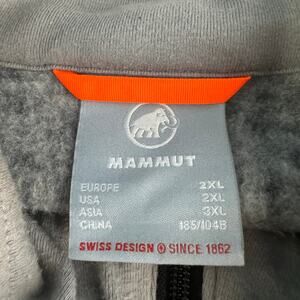 MAMMUT
EUROPE 2XL
USA 2XL
ASIA 3XL
CHINA 185/104B
SWISS DESIGN SINCE 1862